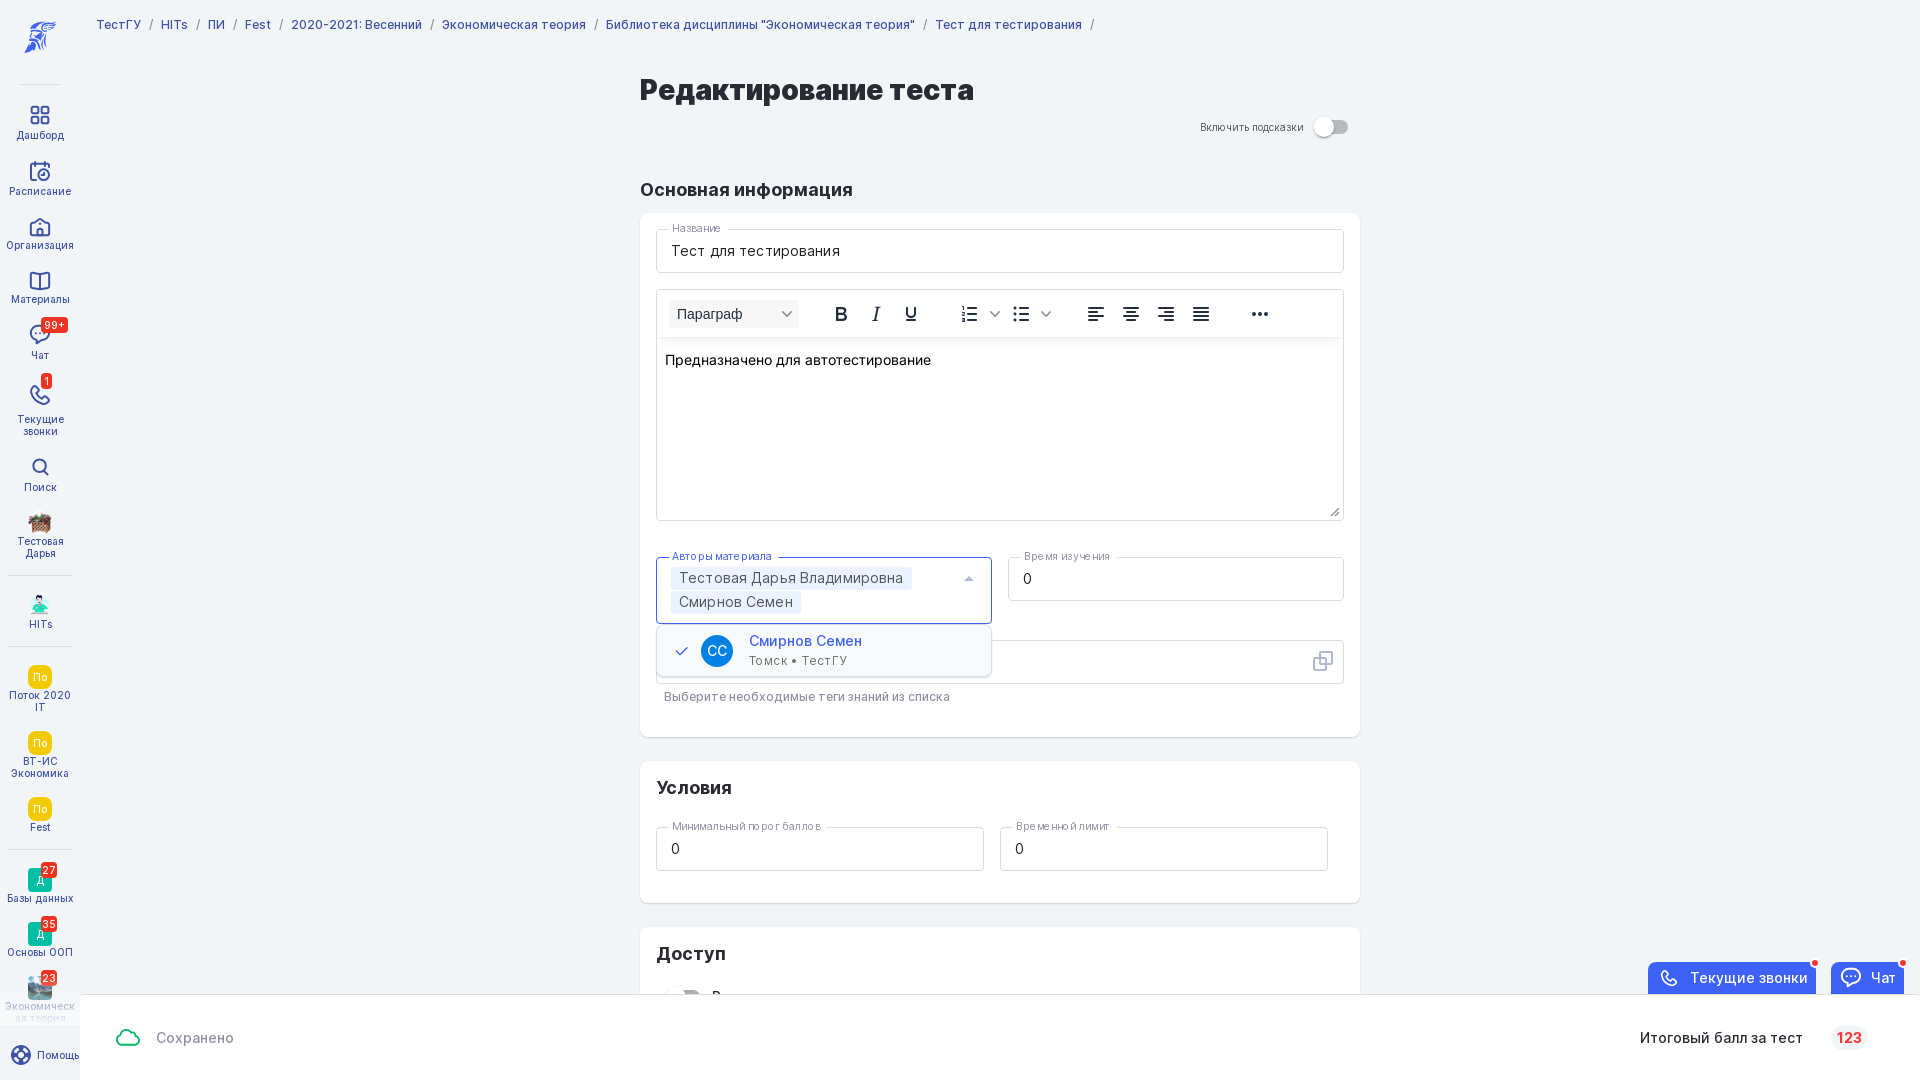 ТестГУ / HITs / ПИ / Fest / 2020-2021: Весенний / Экономическая теория / Библиотека дисциплины "Экономическая теория" / Тест для тестирования /
Дашборд
Расписание
Организация
Материалы
99+
Чат
1
Текущие
звонки
Поиск
Тестовая
Дарья
HITs
По
Поток 2020
IT
По
ВТ-ИС
Экономика
По
Fest
27
Д
Базы данных
35
Д
Основы ООП
23
Экономическ
ая теория
Помощь
Редактирование теста
Включить подсказки
Основная информация
Название
Тест для тестирования
Параграф
Предназначено для автотестирование
Авторы материала
Тестовая Дарья Владимировна
Смирнов Семен
Время изучения
0
СС
Смирнов Семен
Томск • ТестГУ
Выберите необходимые теги знаний из списка
Условия
Минимальный порог баллов
0
Временной лимит
0
Доступ
Текущие звонки
Чат
Сохранено
Итоговый балл за тест
123